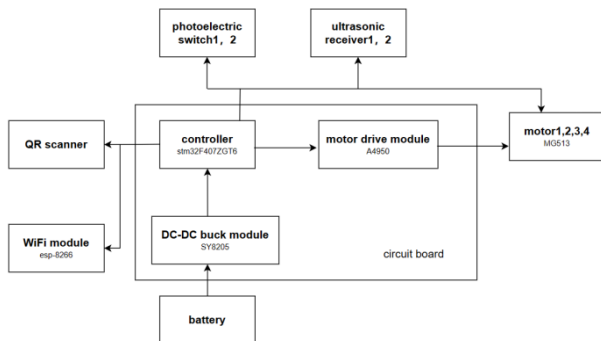 photoelectric
switch1, 2
ultrasonic
receiver1, 2
QR scanner
controller
stm32F407ZGT6
motor drive module
A4950
motor1,2,3,4
MG513
WiFi module
esp-8266
DC-DC buck module
SY8205
circuit board
battery